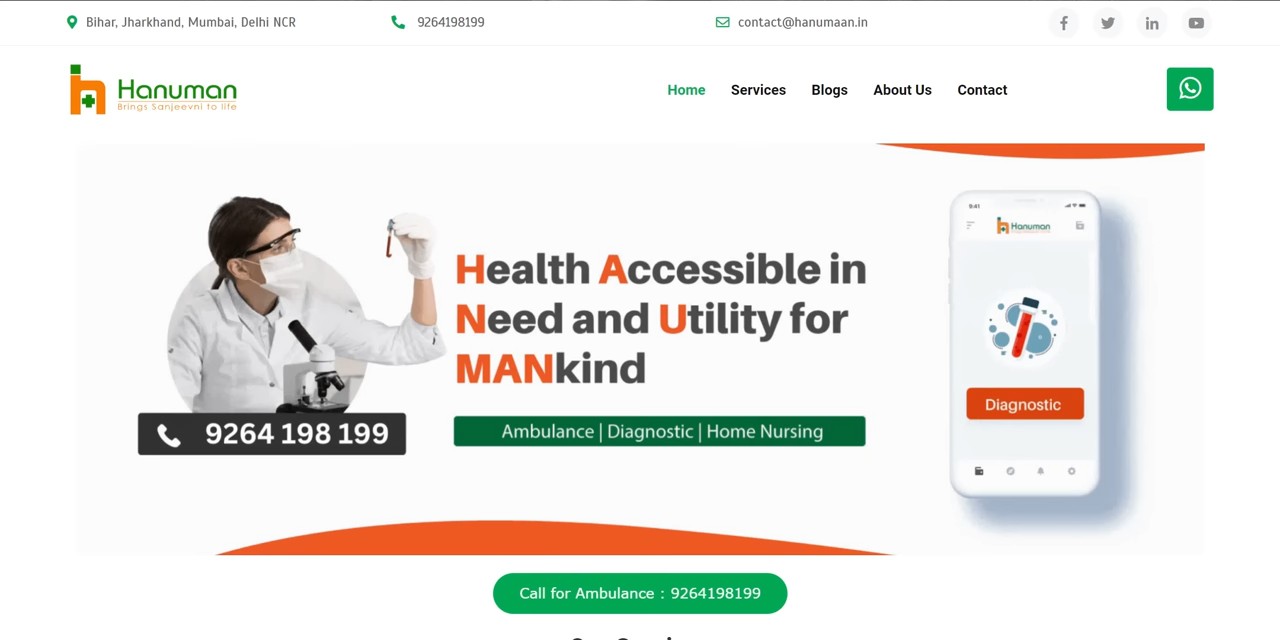 Bihar, Jharkhand, Mumbai, Delhi NCR
9264198199
contact@hanumaan.in
Hanuman
Brings Sanjeevni to life
Home
Services
Blogs
About Us
Contact
Health Accessible in
Need and Utility for
MANkind
9264 198 199
Ambulance | Diagnostic | Home Nursing
9:41
Hanuman
Diagnostic
Call for Ambulance : 9264198199